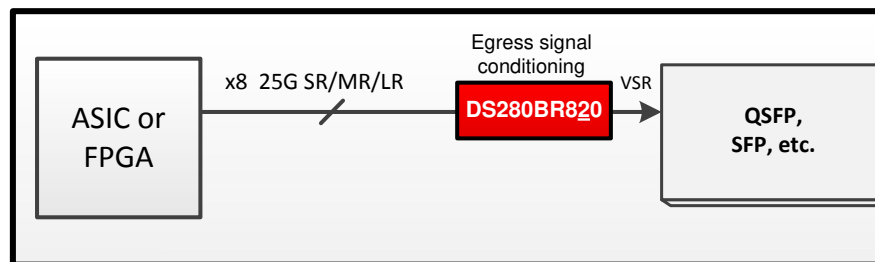 Egress signal
conditioning
x8 25G SR/MR/LR
VSR
ASIC or
FPGA
DS280BR820
QSFP,
SFP, etc.